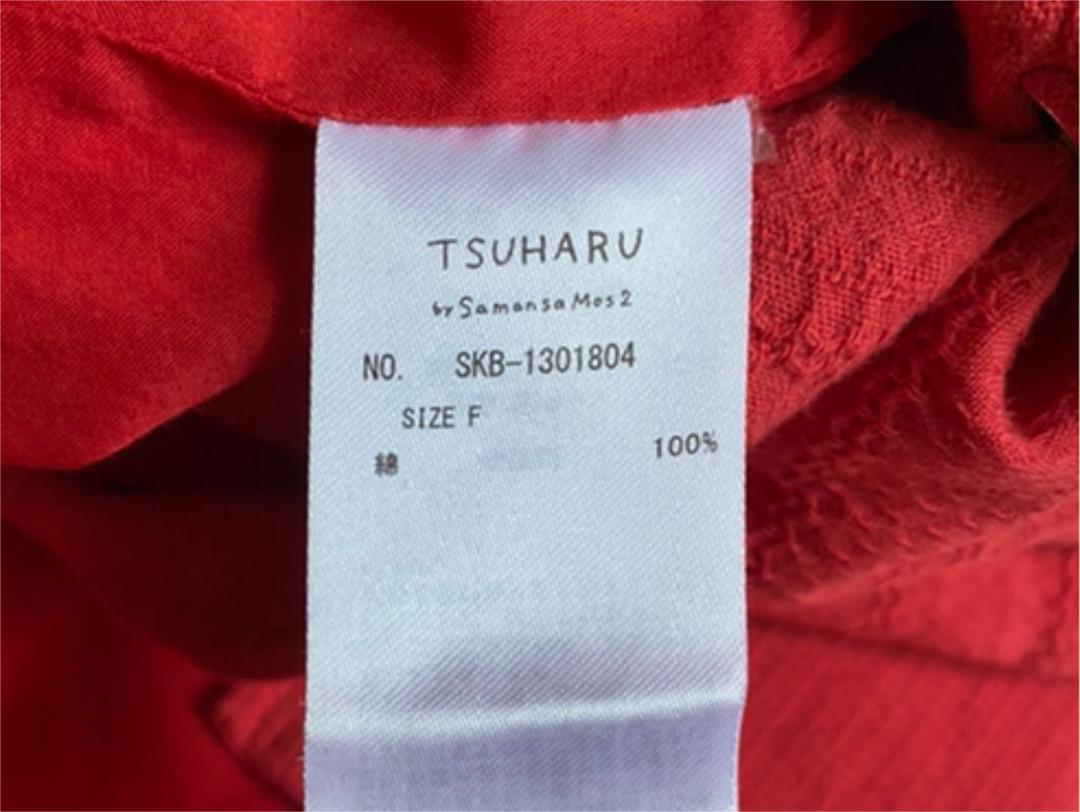 TSUHARU
by Samansa Mos2
NO. SKB-1301804
SIZE F
綿 100%